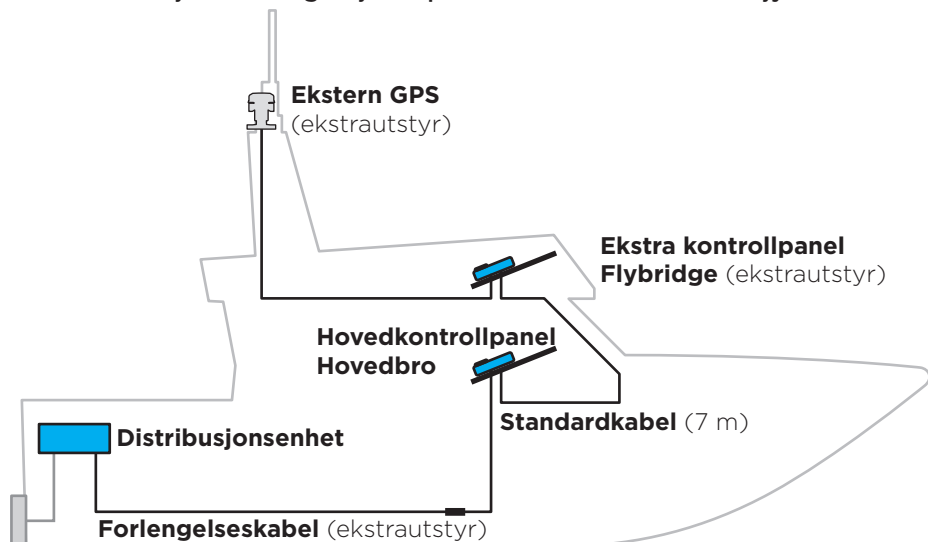 Ekstern GPS
(ekstrautstyr)
Ekstra kontrollpanel
Flybridge (ekstrautstyr)
Hovedkontrollpanel
Hovedbro
Standardkabel (7 m)
Distribusjonsenhet
Forlengelseskabel (ekstrautstyr)